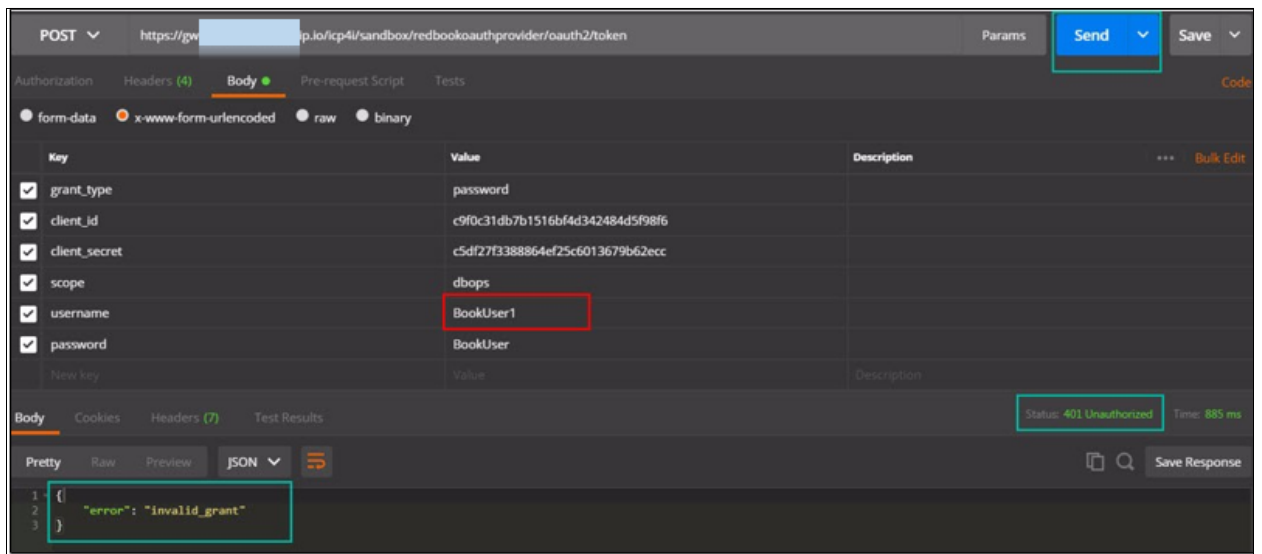 POST https://gw ip.io/icp4i/sandbox/redbookoauthprovider/oauth2/token Params Send Save
Authorization Headers (4) Body Pre-request Script Tests Code
form-data x-www-form-urlencoded raw binary
Key Value Description ••• Bulk Edit
grant_type password
client_id c9f0c31db7b1516bf4d342484d5f98f6
client_secret c5df27f3388864ef25c6013679b62ecc
scope dbops
username BookUser1
password BookUser
New key Value Description
Body Cookies Headers (7) Test Results Status: 401 Unauthorized Time: 885 ms
Pretty Raw Preview JSON Save Response
1 {
2 "error": "invalid_grant"
3 }